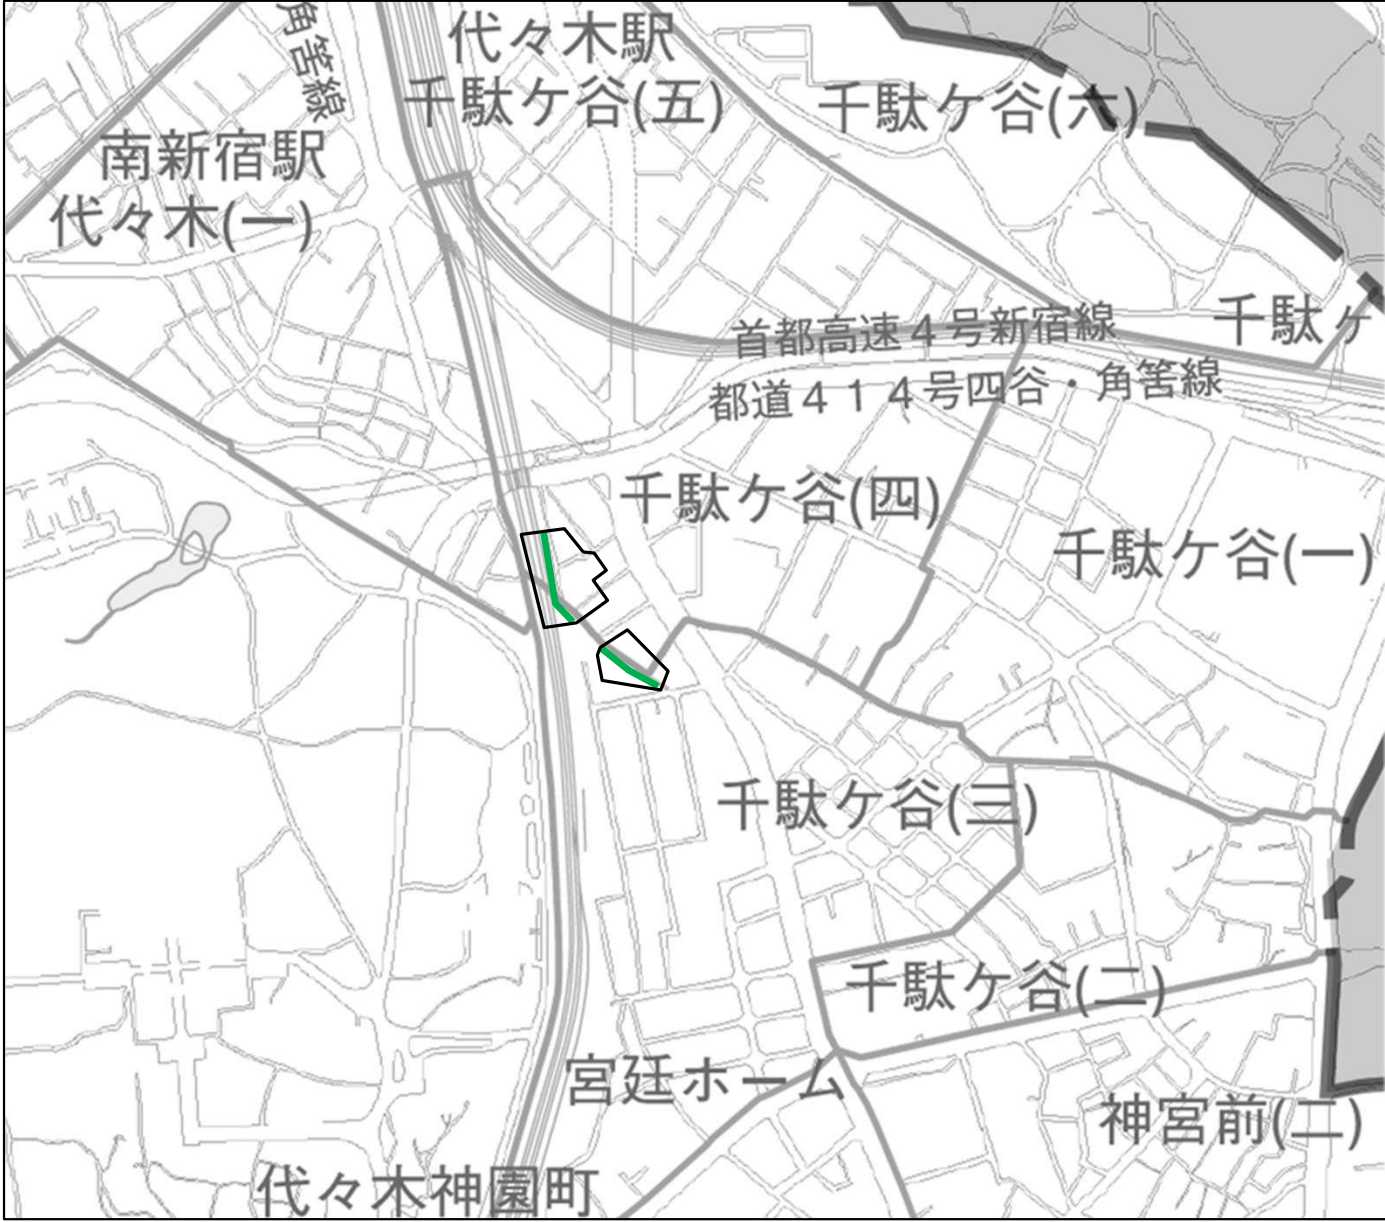 角筈線
代々木駅
千駄ケ谷(五)
千駄ケ谷(六)
南新宿駅
代々木(一)
千駄ヶ
首都高速4号新宿線
都道414号四谷・角筈線
千駄ケ谷(四)
千駄ケ谷(一)
千駄ケ谷(三)
千駄ケ谷(二)
宮廷ホーム
神宮前(二)
代々木神園町